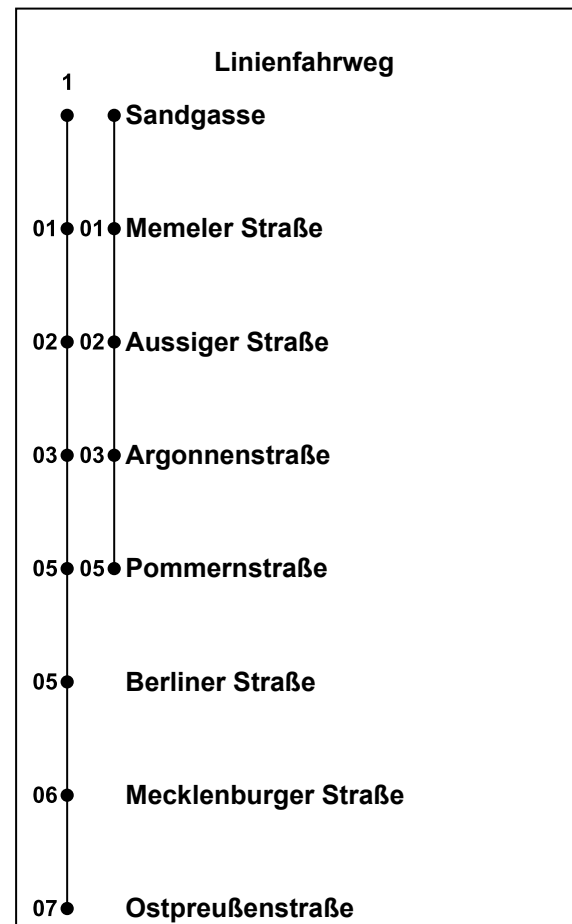 Linienfahrweg
1
Sandgasse
01 01 Memeler Straße
02 02 Aussiger Straße
03 03 Argonnenstraße
05 05 Pommernstraße
05 Berliner Straße
06 Mecklenburger Straße
07 Ostpreußenstraße